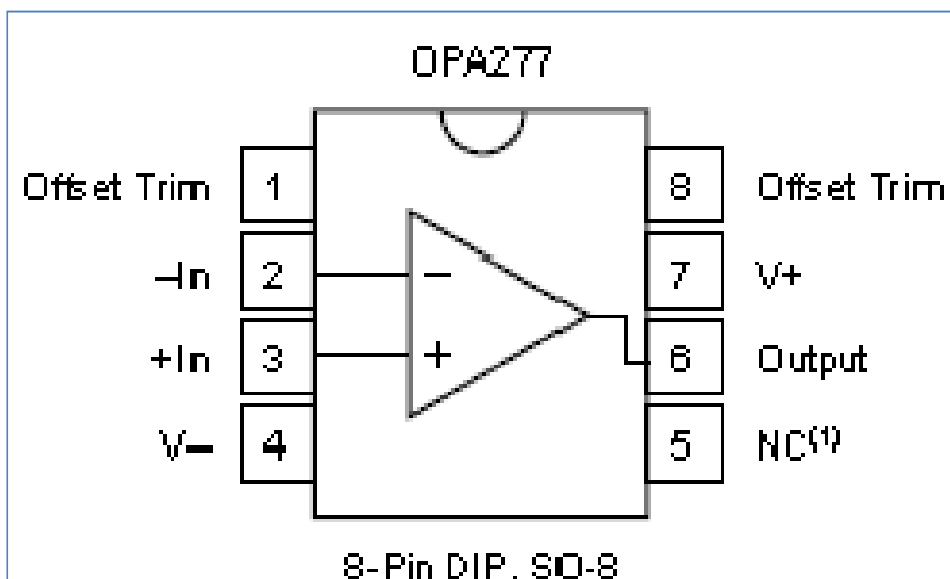 OPA277
Offset Trim 1 8 Offset Trim
–In 2 − 7 V+
+In 3 + 6 Output
V– 4 5 NC(1)
8-Pin DIP, SO-8